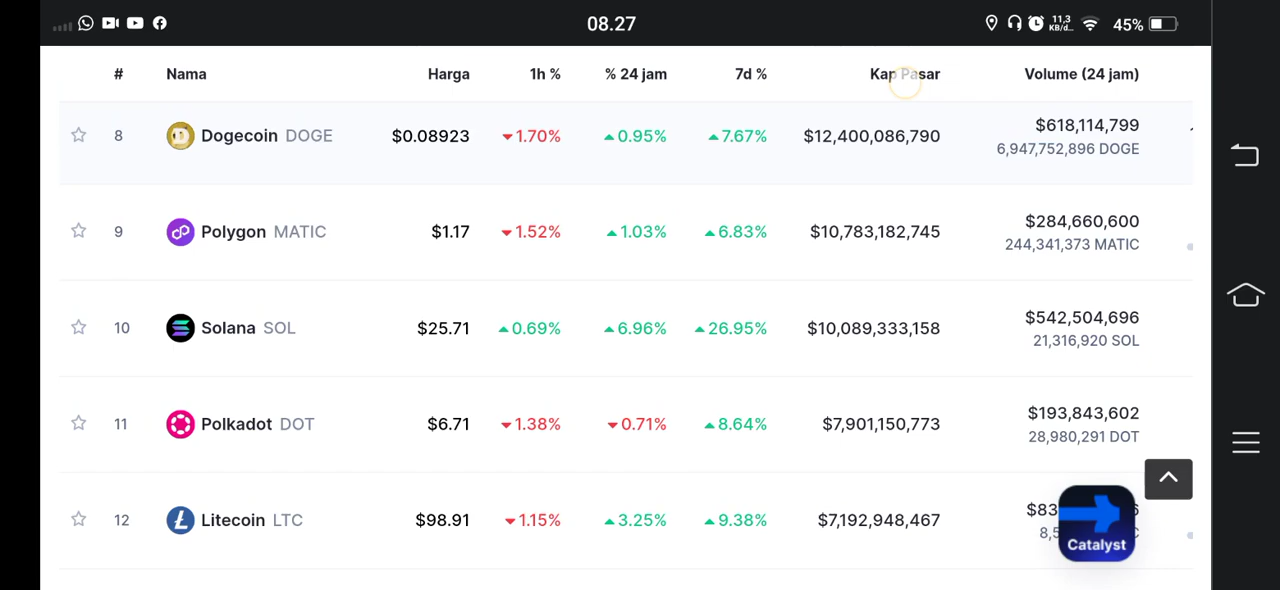 08.27
11,3
KB/d...
45%
# Nama Harga 1h % % 24 jam 7d % Kap Pasar Volume (24 jam)
8 Dogecoin DOGE $0.08923 1.70% 0.95% 7.67% $12,400,086,790 $618,114,799
6,947,752,896 DOGE
9 Polygon MATIC $1.17 1.52% 1.03% 6.83% $10,783,182,745 $284,660,600
244,341,373 MATIC
10 Solana SOL $25.71 0.69% 6.96% 26.95% $10,089,333,158 $542,504,696
21,316,920 SOL
11 Polkadot DOT $6.71 1.38% 0.71% 8.64% $7,901,150,773 $193,843,602
28,980,291 DOT
12 Litecoin LTC $98.91 1.15% 3.25% 9.38% $7,192,948,467
Catalyst